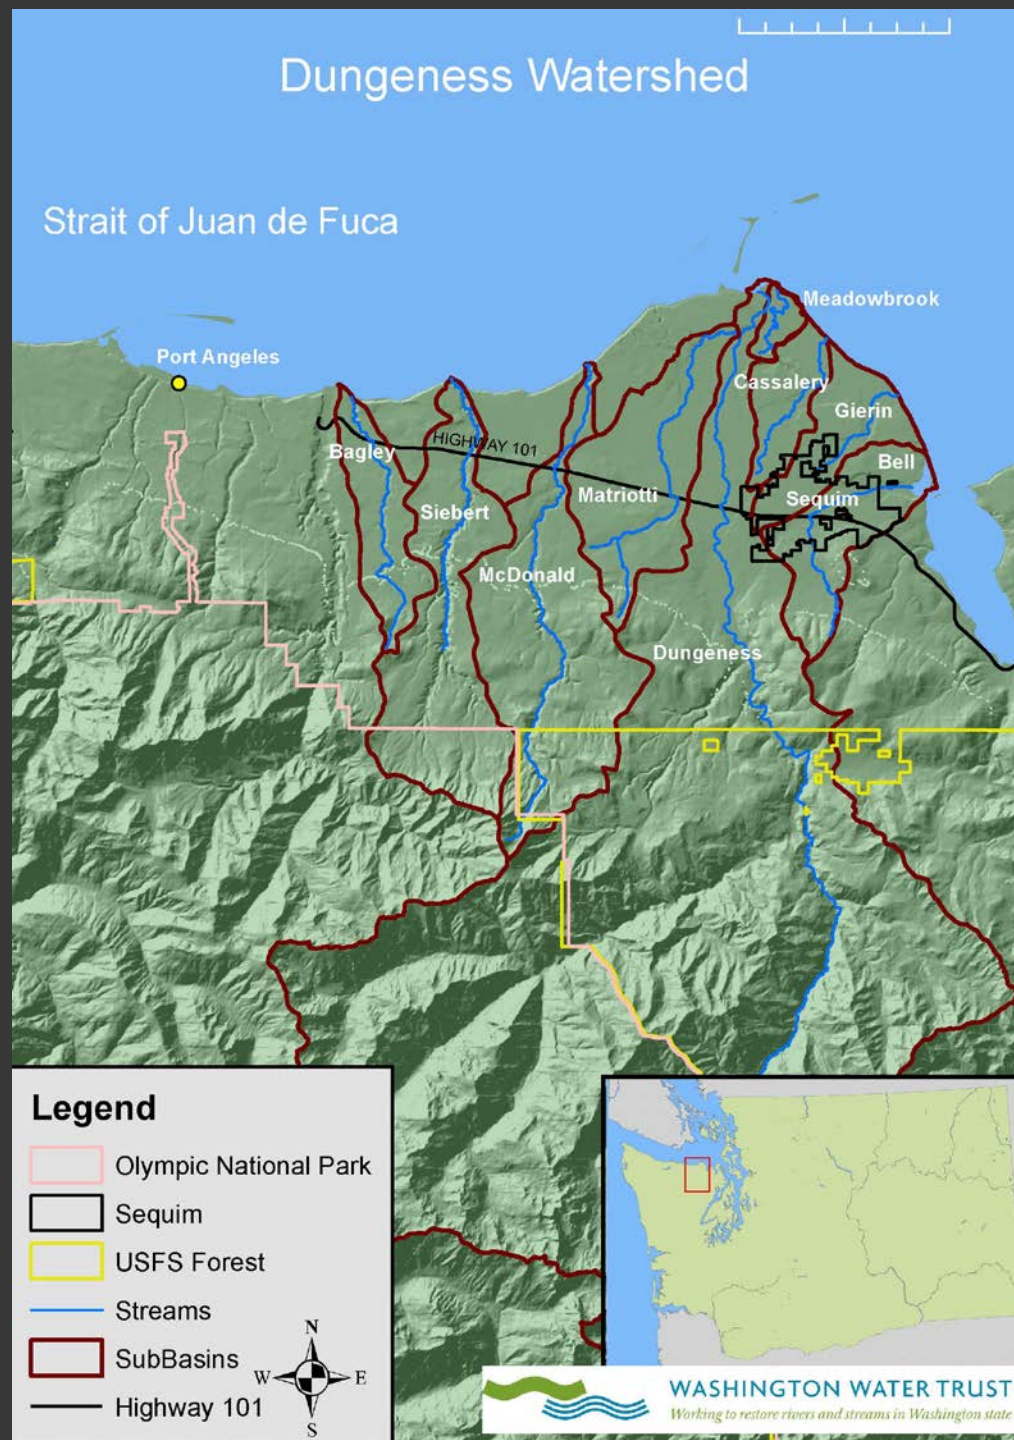 Dungeness Watershed
Strait of Juan de Fuca
Meadowbrook
Port Angeles
Cassalery
Gierin
HIGHWAY 101
Bagley
Bell
Matriotti
Sequim
Siebert
McDonald
Dungeness
Legend
Olympic National Park
Sequim
USFS Forest
Streams
SubBasins
Highway 101
N
W
E
S
WASHINGTON WATER TRUST
Working to restore rivers and streams in Washington state